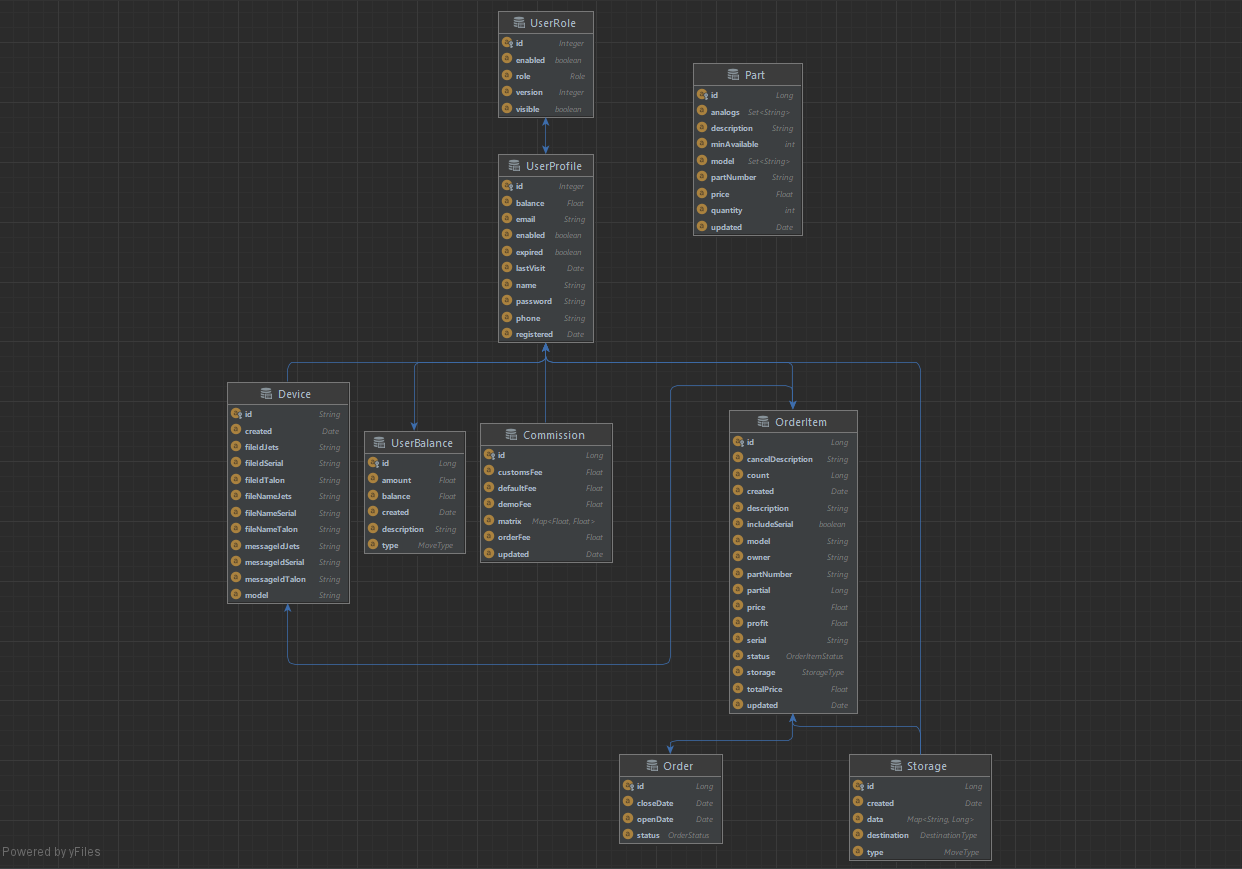 UserRole
id Integer
enabled boolean
role Role
version Integer
visible boolean
Part
id Long
analogs Set<String>
description String
minAvailable int
model Set<String>
partNumber String
price Float
quantity int
updated Date
UserProfile
id Integer
balance Float
email String
enabled boolean
expired boolean
lastVisit Date
name String
password String
phone String
registered Date
Device
id String
created Date
fileIdJets String
fileIdSerial String
fileIdTalon String
fileNameJets String
fileNameSerial String
fileNameTalon String
messageIdJets String
messageIdSerial String
messageIdTalon String
model String
UserBalance
id Long
amount Float
balance Float
created Date
description String
type MoveType
Commission
id Long
customsFee Float
defaultFee Float
demoFee Float
matrix Map<Float, Float>
orderFee Float
updated Date
OrderItem
id Long
cancelDescription String
count Long
created Date
description String
includeSerial boolean
model String
owner String
partNumber String
partial Long
price Float
profit Float
serial String
status OrderItemStatus
storage StorageType
totalPrice Float
updated Date
Order
id Long
closeDate Date
openDate Date
status OrderStatus
Storage
id Long
created Date
data Map<String, Long>
destination DestinationType
type MoveType
Powered by yFiles